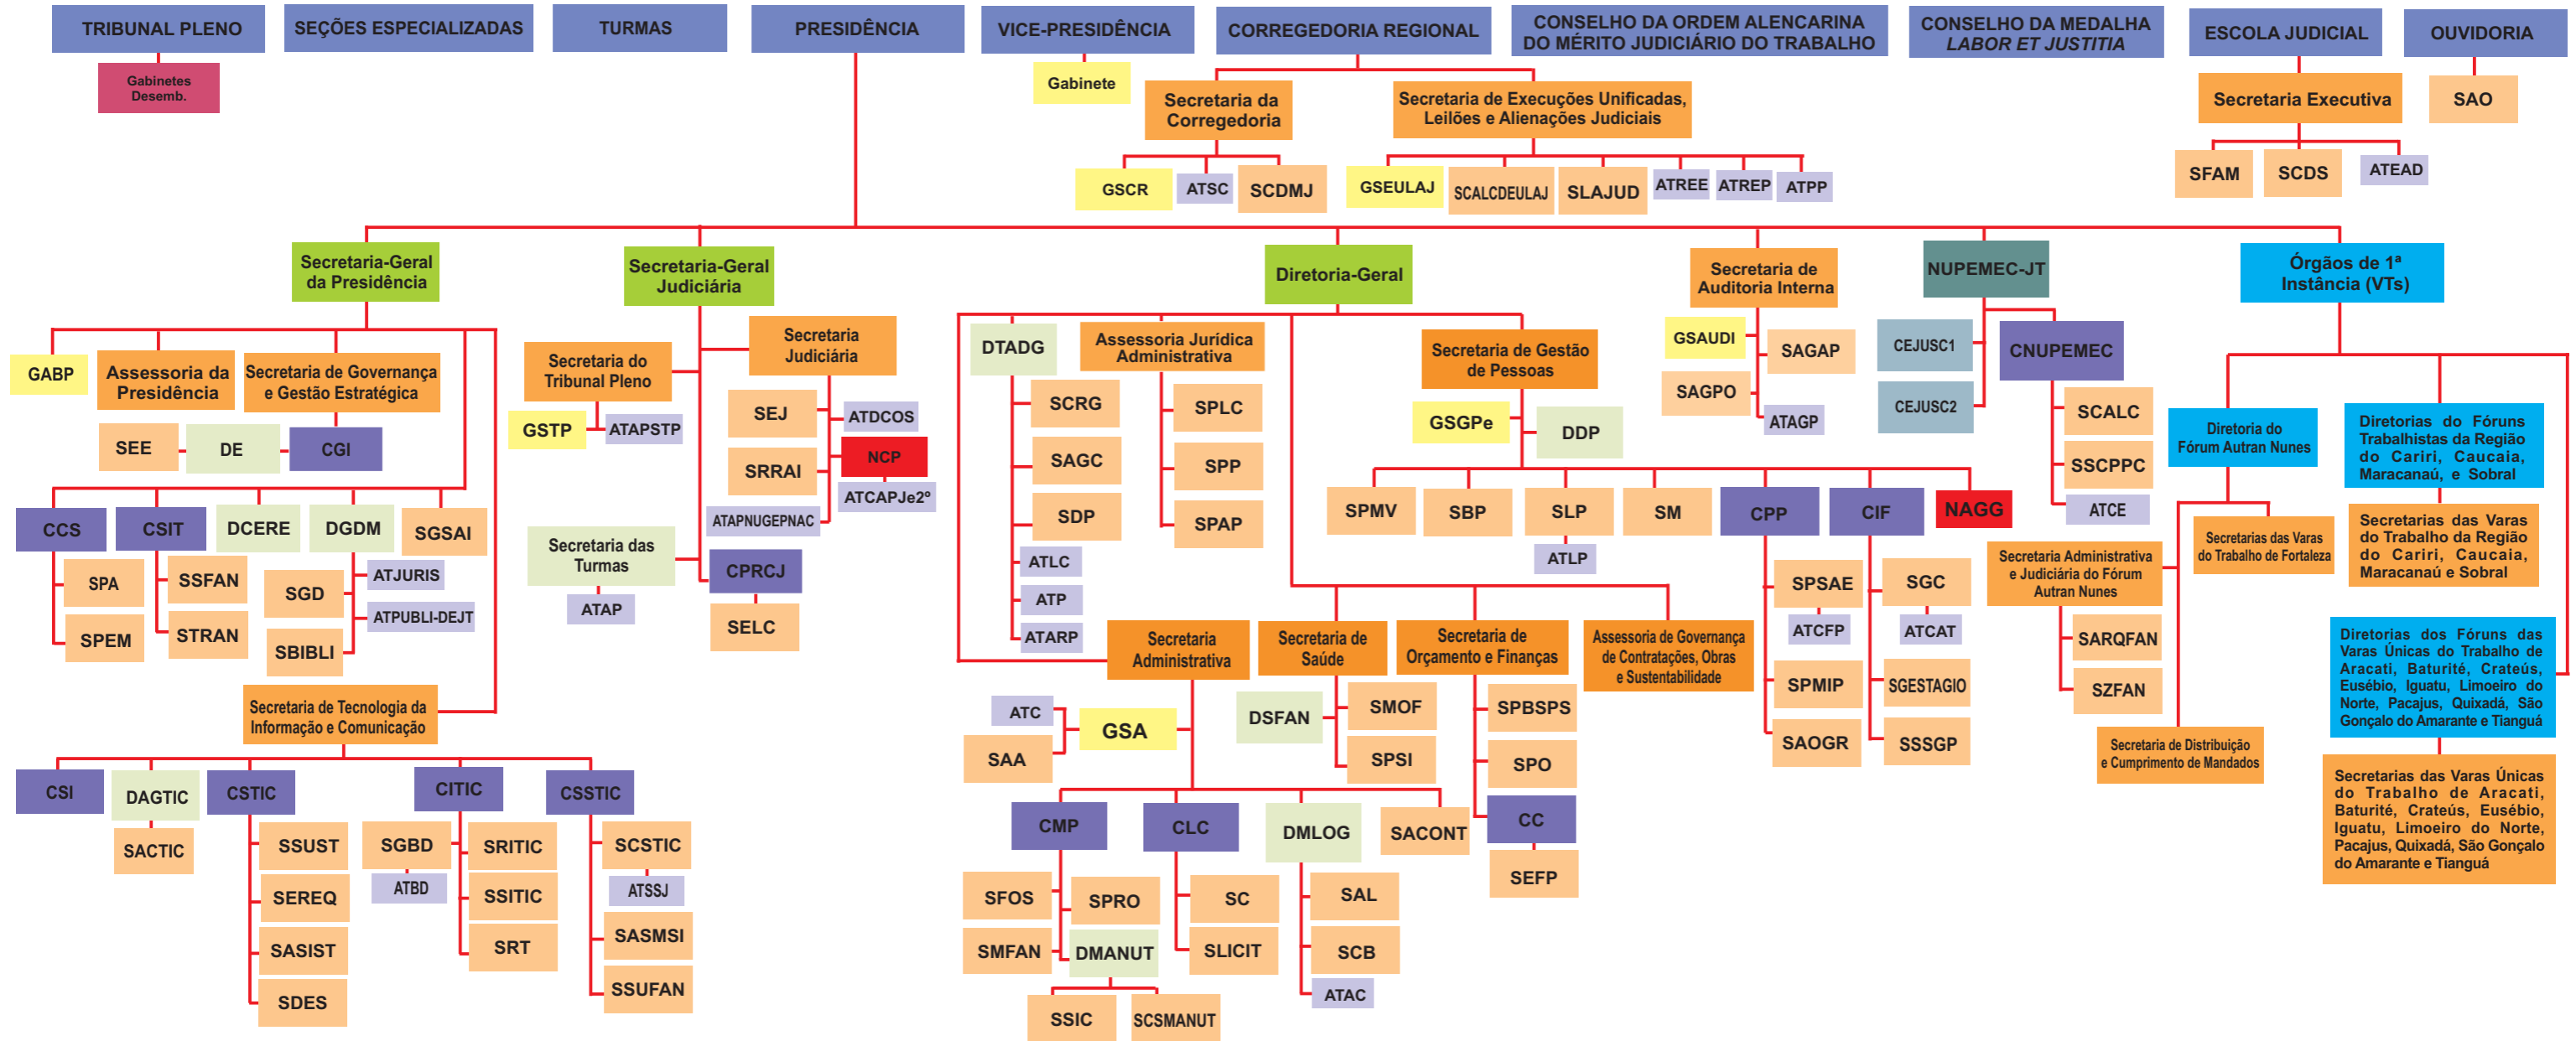 TRIBUNAL PLENO
SEÇÕES ESPECIALIZADAS
TURMAS
PRESIDÊNCIA
VICE-PRESIDÊNCIA
CORREGEDORIA REGIONAL
CONSELHO DA ORDEM ALENCARINA
DO MÉRITO JUDICIÁRIO DO TRABALHO
CONSELHO DA MEDALHA
LABOR ET JUSTITIA
ESCOLA JUDICIAL
OUVIDORIA
Gabinetes
Desemb.
Gabinete
Secretaria da
Corregedoria
Secretaria de Execuções Unificadas,
Leilões e Alienações Judiciais
Secretaria Executiva
SAO
GSCR
ATSC
SCDMJ
GSEULAJ
SCALCDEULAJ
SLAJUD
ATREE
ATREP
ATPP
SFAM
SCDS
ATEAD
Secretaria-Geral
da Presidência
Secretaria-Geral
Judiciária
Diretoria-Geral
Secretaria de
Auditoria Interna
NUPEMEC-JT
Órgãos de 1ª
Instância (VTs)
GABP
Assessoria da
Presidência
Secretaria de Governança
e Gestão Estratégica
SEE
DE
CGI
CCS
CSIT
DCERE
DGDM
SGSAI
SPA
SPEM
SSFAN
STRAN
SGD
SBIBLI
ATJURIS
ATPUBLI-DEJT
Secretaria de Tecnologia da
Informação e Comunicação
CSI
DAGTIC
CSTIC
CITIC
CSSTIC
SACTIC
SSUST
SEREQ
SASIST
SDES
SGBD
ATBD
SRITIC
SSITIC
SRT
SCSTIC
ATSSJ
SASMSI
SSUFAN
Secretaria do
Tribunal Pleno
GSTP
ATAPSTP
Secretaria
Judiciária
SEJ
SRRAI
ATDCOS
NCP
ATCAPJe2º
ATAPNUGEPNAC
Secretaria das
Turmas
ATAP
CPRCJ
SELC
DTADG
SCRG
SAGC
SDP
ATLC
ATP
ATARP
Assessoria Jurídica
Administrativa
SPLC
SPP
SPAP
Secretaria de Gestão
de Pessoas
GSGPe
DDP
SPMV
SBP
SLP
SM
CPP
CIF
NAGG
ATLP
SPSAE
ATCFP
SPMIP
SAOGR
SGC
ATCAT
SGESTAGIO
SSSGP
Secretaria
Administrativa
ATC
SAA
GSA
CMP
CLC
DMLOG
SACONT
SFOS
SMFAN
SPRO
DMANUT
SSIC
SCSMANUT
SC
SLICIT
SAL
SCB
ATAC
Secretaria de
Saúde
DSFAN
SMOF
SPSI
Secretaria de
Orçamento e Finanças
SPBSPS
SPO
CC
SEFP
Assessoria de Governança
de Contratações, Obras
e Sustentabilidade
GSAUDI
SAGAP
SAGPO
ATAGP
CEJUSC1
CEJUSC2
CNUPEMEC
SCALC
SSCPPC
ATCE
Diretoria do
Fórum Autran Nunes
Secretarias das Varas
do Trabalho de Fortaleza
Secretaria Administrativa
e Judiciária do Fórum
Autran Nunes
SARQFAN
SZFAN
Secretaria de Distribuição
e Cumprimento de Mandados
Diretorias do Fóruns
Trabalhistas da Região
do Cariri, Caucaia,
Maracanaú, e Sobral
Secretarias das Varas
do Trabalho da Região
do Cariri, Caucaia,
Maracanaú e Sobral
Diretorias dos Fóruns das
Varas Únicas do Trabalho de
Aracati, Baturité, Crateús,
Eusébio, Iguatu, Limoeiro do
Norte, Pacajus, Quixadá, São
Gonçalo do Amarante e Tianguá
Secretarias das Varas Únicas
do Trabalho de Aracati,
Baturité, Crateús, Eusébio,
Iguatu, Limoeiro do Norte,
Pacajus, Quixadá, São Gonçalo
do Amarante e Tianguá